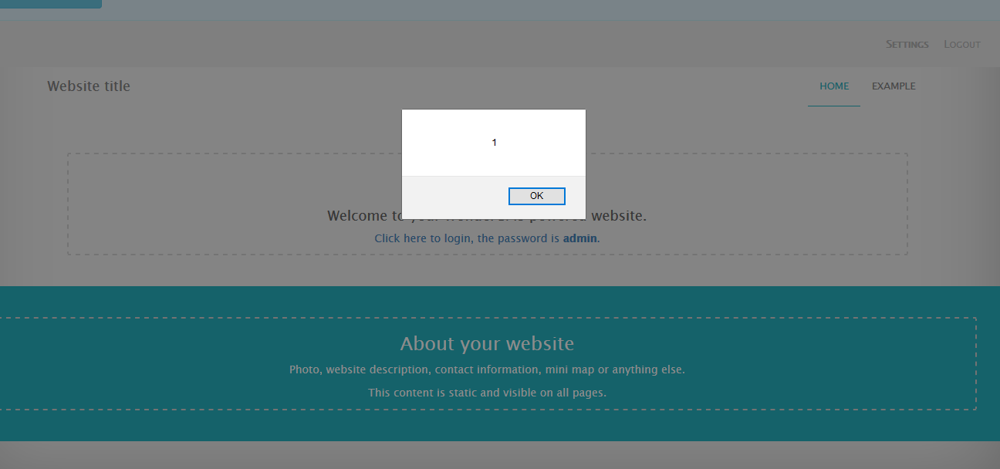 SETTINGS LOGOUT
Website title HOME EXAMPLE
1
OK
Welcome to your website.
Click here to login, the password is admin.
About your website
Photo, website description, contact information, mini map or anything else.
This content is static and visible on all pages.